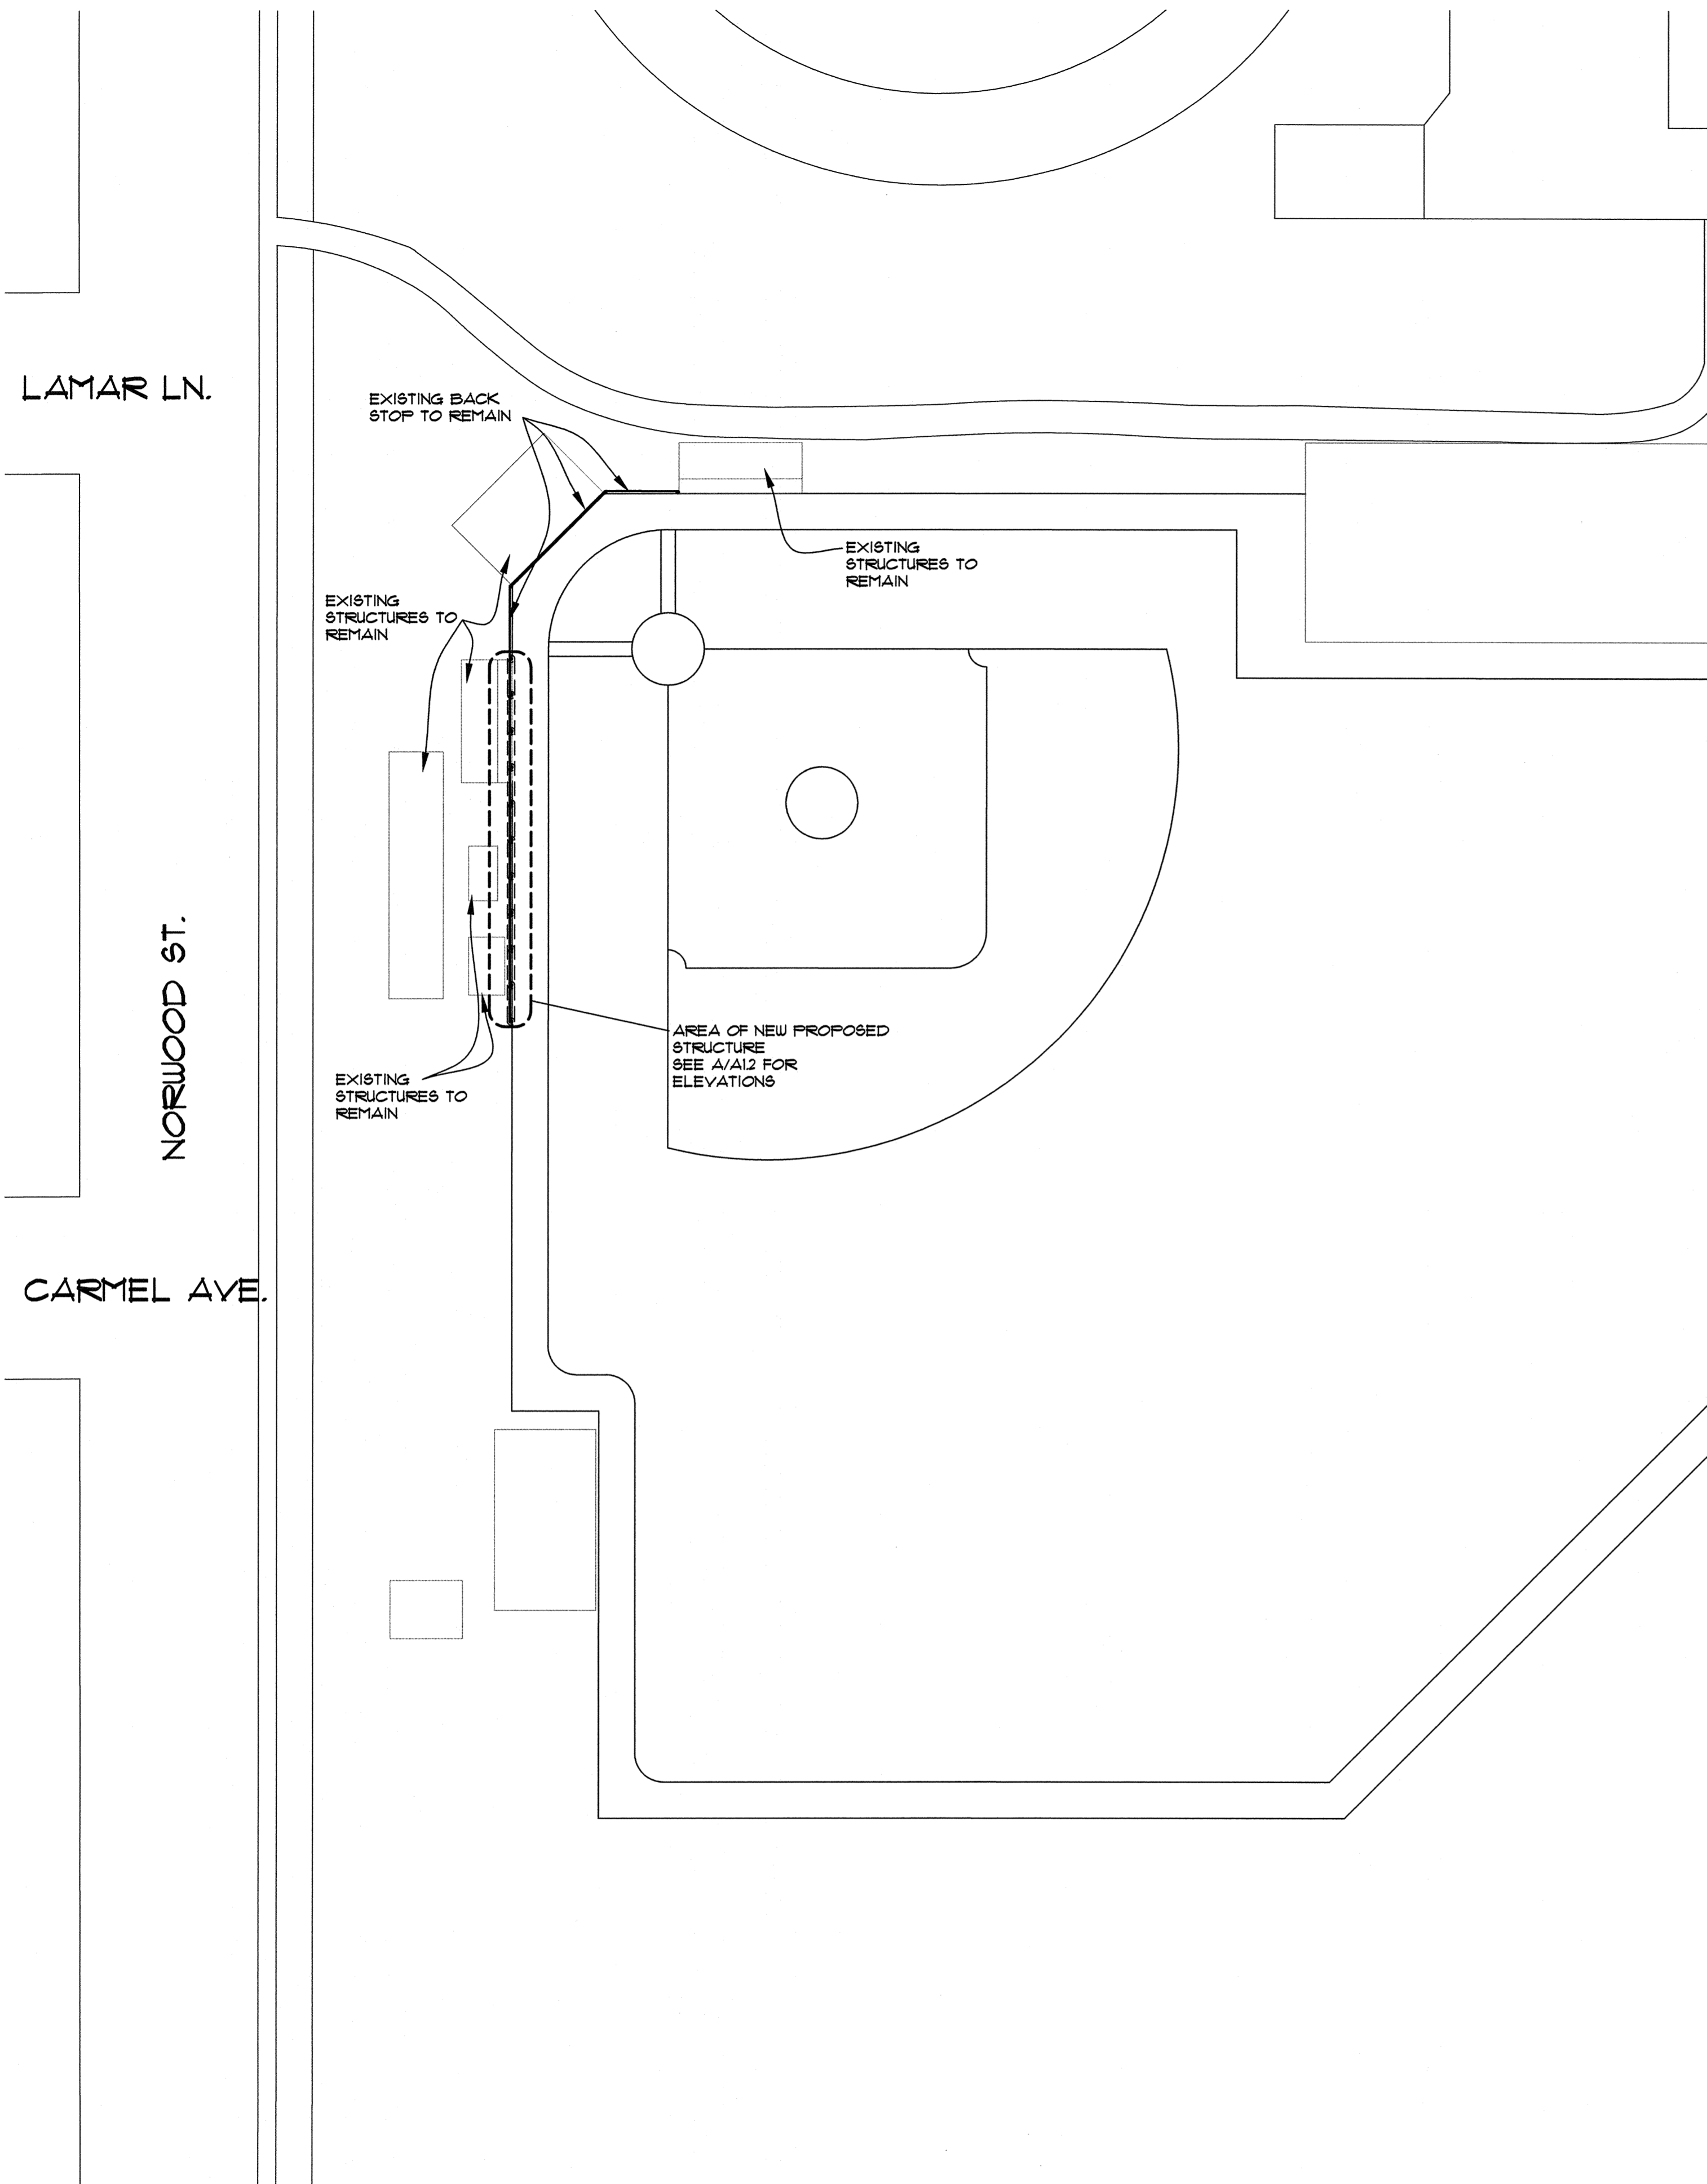 LAMAR LN.
EXISTING BACK
STOP TO REMAIN
EXISTING
STRUCTURES TO
REMAIN
EXISTING
STRUCTURES TO
REMAIN
NORWOOD ST.
AREA OF NEW PROPOSED
STRUCTURE
SEE A/A1.2 FOR
ELEVATIONS
EXISTING
STRUCTURES TO
REMAIN
CARMEL AVE.